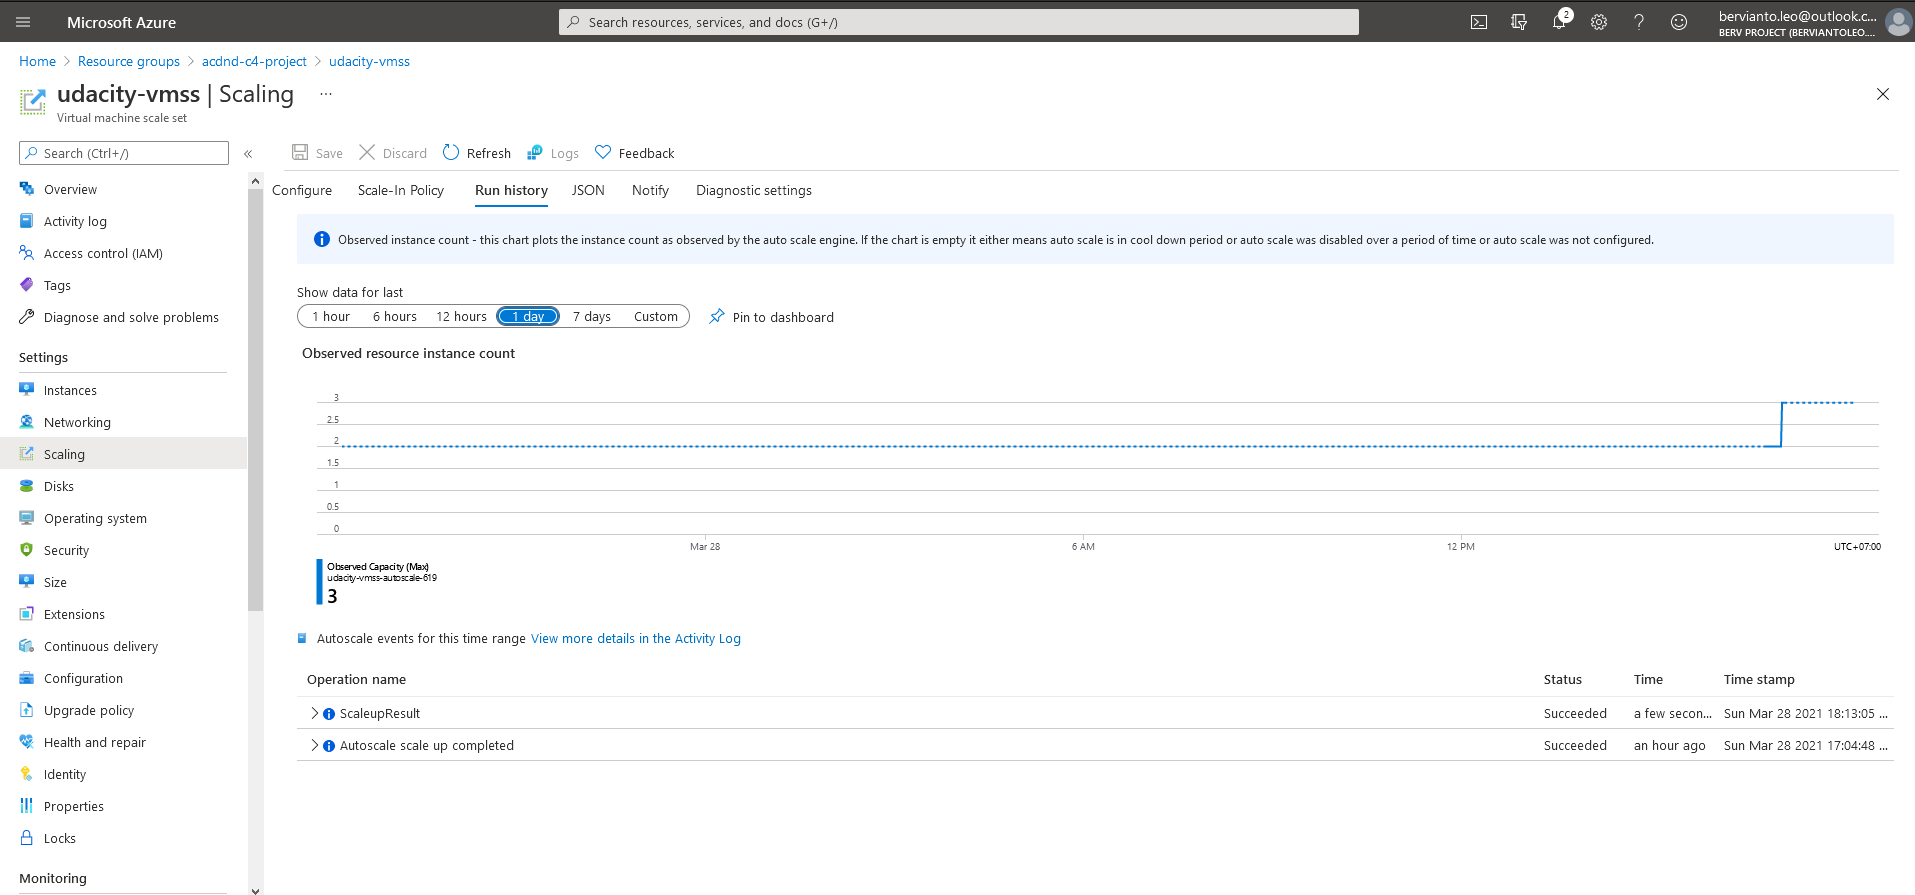 Microsoft Azure
Search resources, services, and docs (G+/)
2
bervianto.leo@outlook.c...
BERV PROJECT (BERVIANTOLEO....
Home > Resource groups > acdnd-c4-project > udacity-vmss
udacity-vmss | Scaling ...
Virtual machine scale set
Search (Ctrl+/)
«
Save
Discard
Refresh
Logs
Feedback
Overview
Activity log
Access control (IAM)
Tags
Diagnose and solve problems
Settings
Instances
Networking
Scaling
Disks
Operating system
Security
Size
Extensions
Continuous delivery
Configuration
Upgrade policy
Health and repair
Identity
Properties
Locks
Monitoring
Configure
Scale-In Policy
Run history
JSON
Notify
Diagnostic settings
Observed instance count - this chart plots the instance count as observed by the auto scale engine. If the chart is empty it either means auto scale is in cool down period or auto scale was disabled over a period of time or auto scale was not configured.
Show data for last
1 hour
6 hours
12 hours
1 day
7 days
Custom
Pin to dashboard
Observed resource instance count
3
2.5
2
1.5
1
0.5
0
Mar 28
6 AM
12 PM
UTC+07:00
Observed Capacity (Max)
udacity-vmss-autoscale-619
3
Autoscale events for this time range View more details in the Activity Log
Operation name Status Time Time stamp
ScaleupResult Succeeded a few secon... Sun Mar 28 2021 18:13:05 ...
Autoscale scale up completed Succeeded an hour ago Sun Mar 28 2021 17:04:48 ...